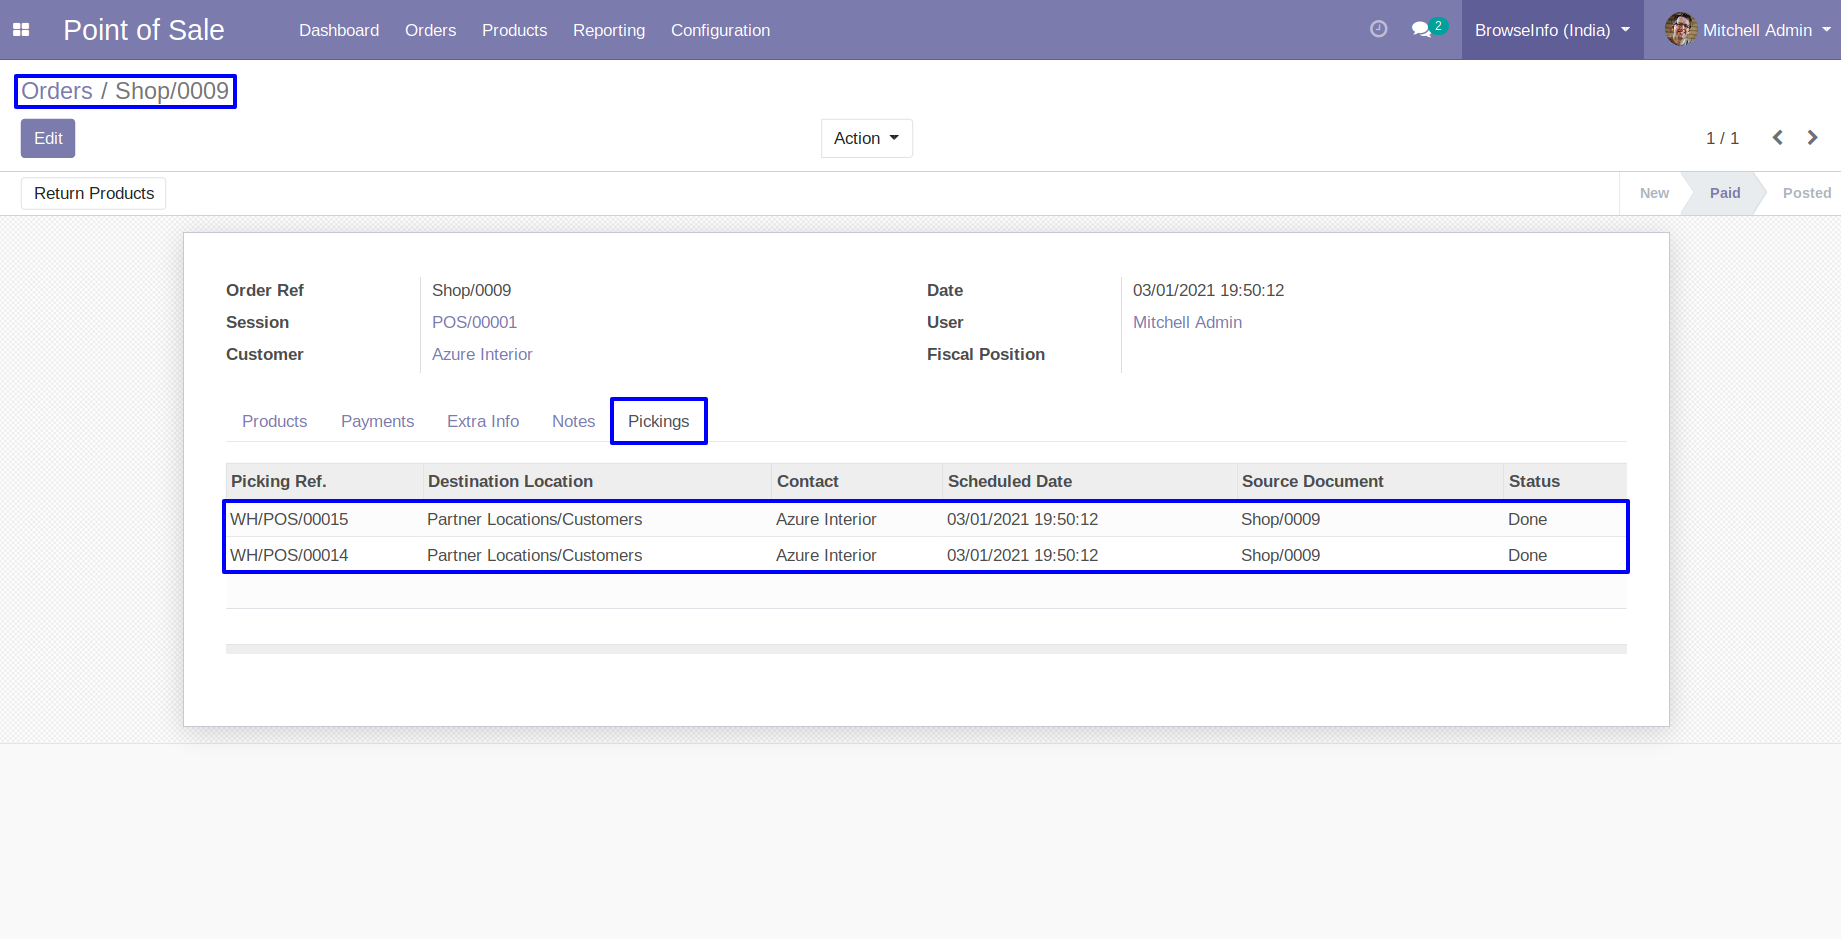 Point of Sale Dashboard Orders Products Reporting Configuration 2 BrowseInfo (India) Mitchell Admin
Orders / Shop/0009
Edit Action 1 / 1
Return Products New Paid Posted
Order Ref Shop/0009 Date 03/01/2021 19:50:12
Session POS/00001 User Mitchell Admin
Customer Azure Interior Fiscal Position
Products Payments Extra Info Notes Pickings
Picking Ref. Destination Location Contact Scheduled Date Source Document Status
WH/POS/00015 Partner Locations/Customers Azure Interior 03/01/2021 19:50:12 Shop/0009 Done
WH/POS/00014 Partner Locations/Customers Azure Interior 03/01/2021 19:50:12 Shop/0009 Done